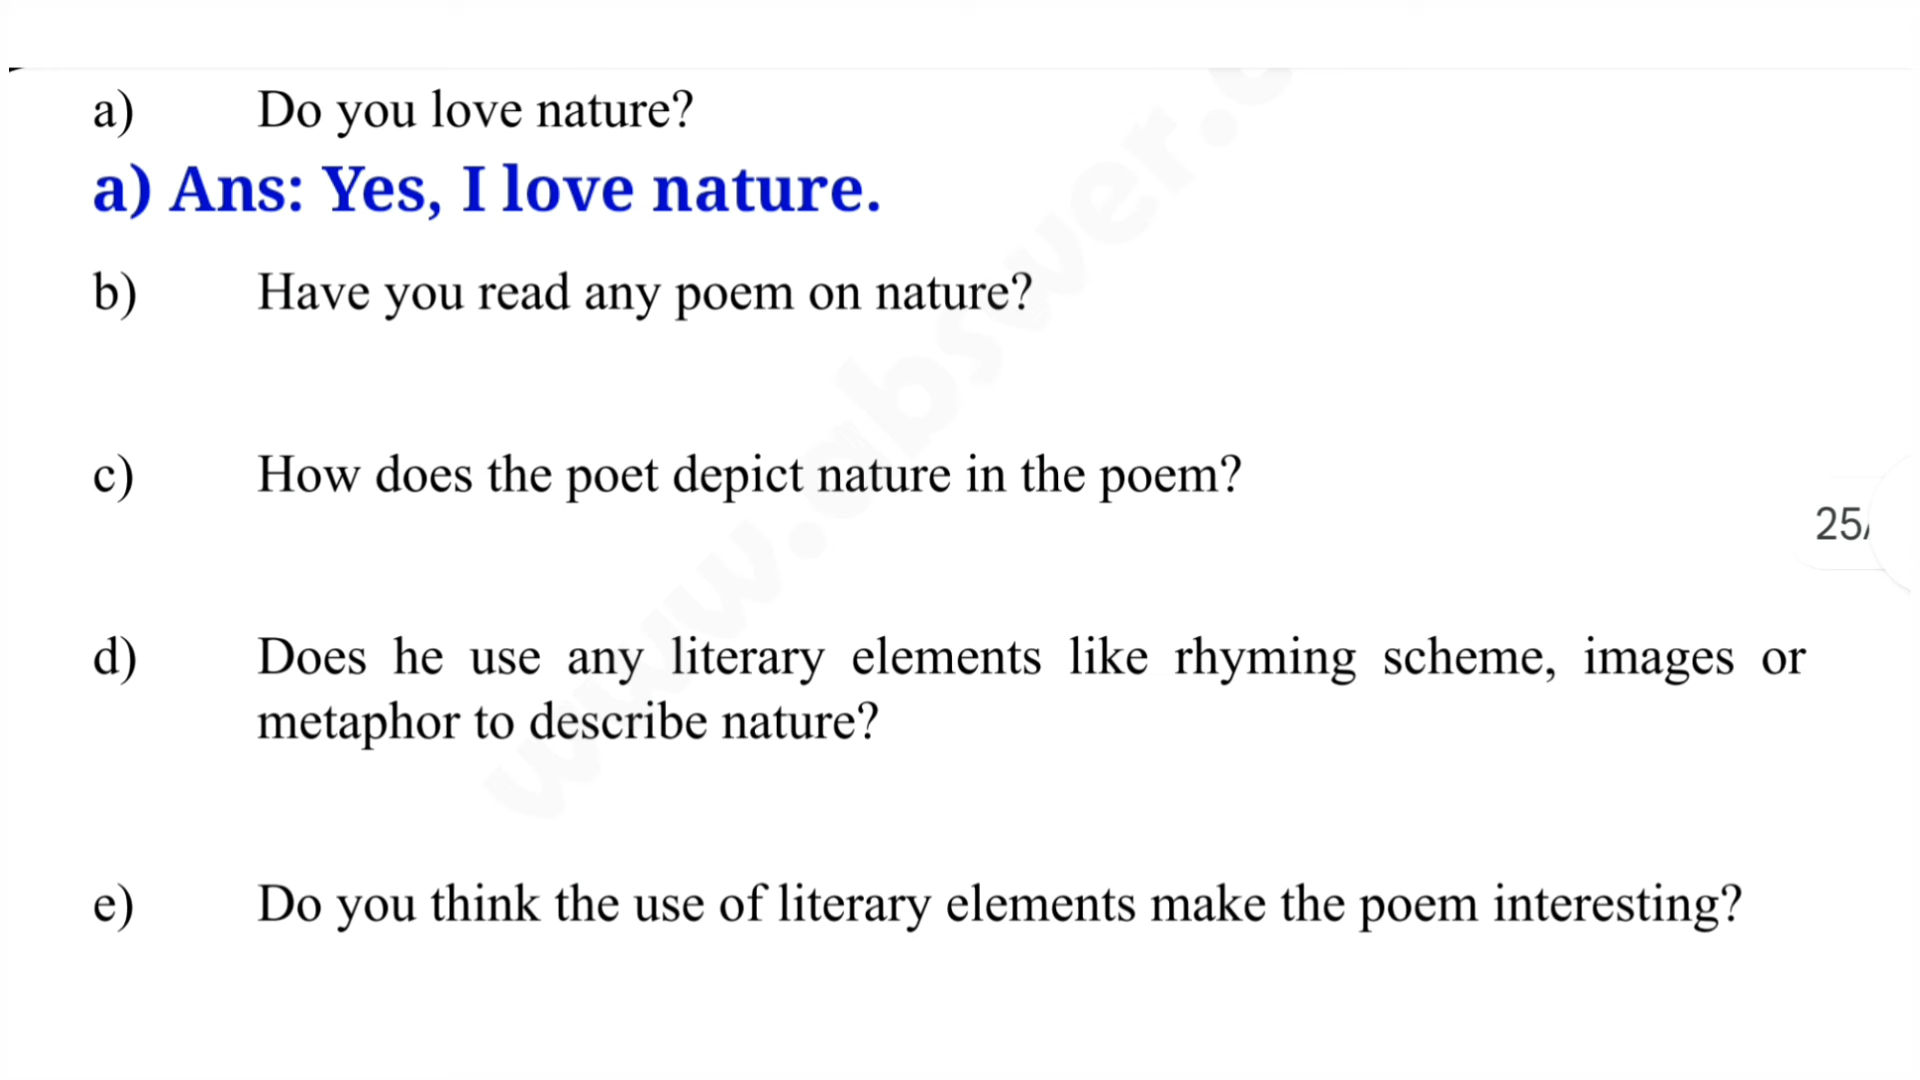 a) Do you love nature?
a) Ans: Yes, I love nature.
b) Have you read any poem on nature?
c) How does the poet depict nature in the poem?
25/
d) Does he use any literary elements like rhyming scheme, images or
metaphor to describe nature?
e) Do you think the use of literary elements make the poem interesting?
www.qbswer.